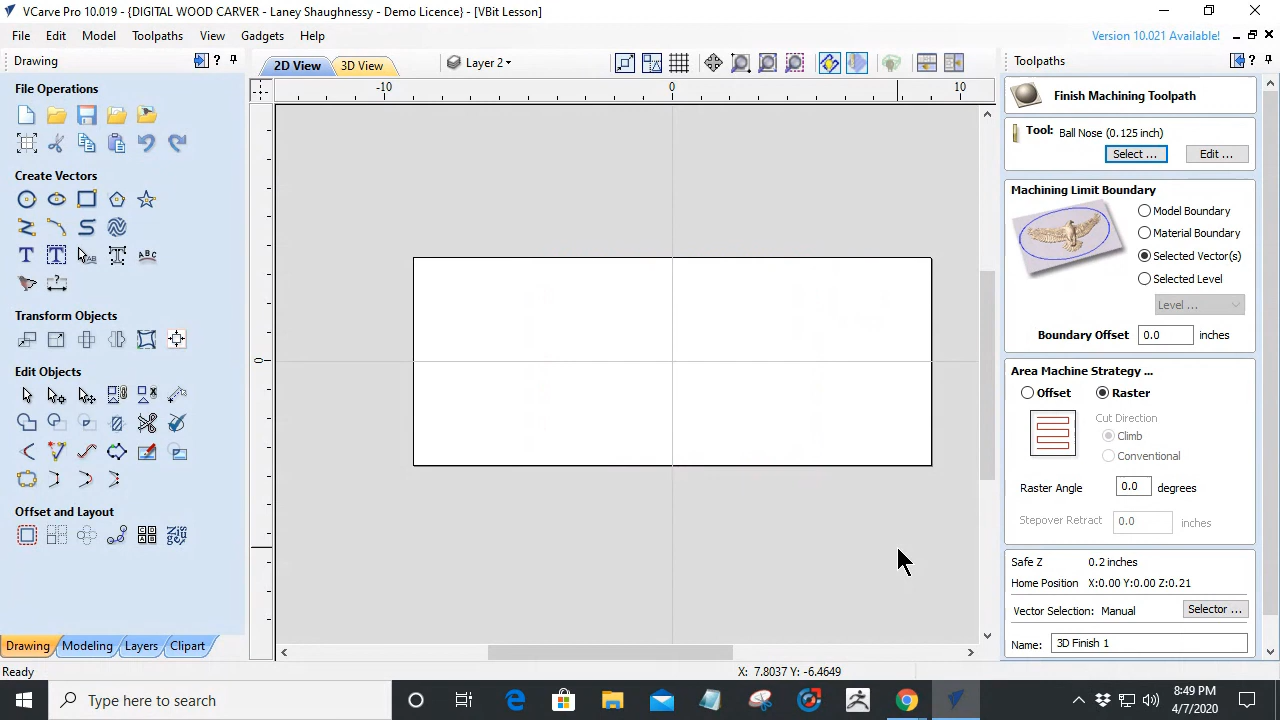 VCarve Pro 10.019 - {DIGITAL WOOD CARVER - Laney Shaughnessy - Demo Licence} - [VBit Lesson]
File Edit Model Toolpaths View Gadgets Help
Version 10.021 Available!
Drawing
2D View
3D View
Layer 2
Toolpaths
File Operations
-10
0
10
0
Create Vectors
Transform Objects
Edit Objects
Offset and Layout
Finish Machining Toolpath
Tool: Ball Nose (0.125 inch)
Select ...
Edit ...
Machining Limit Boundary
Model Boundary
Material Boundary
Selected Vector(s)
Selected Level
Level ...
Boundary Offset 0.0 inches
Area Machine Strategy ...
Offset
Raster
Cut Direction
Climb
Conventional
Raster Angle 0.0 degrees
Stepover Retract 0.0 inches
Safe Z 0.2 inches
Home Position X:0.00 Y:0.00 Z:0.21
Vector Selection: Manual
Selector ...
Name: 3D Finish 1
Drawing Modeling Layers Clipart
Ready
X: 7.8037 Y: -6.4649
Type here to search
8:49 PM
4/7/2020